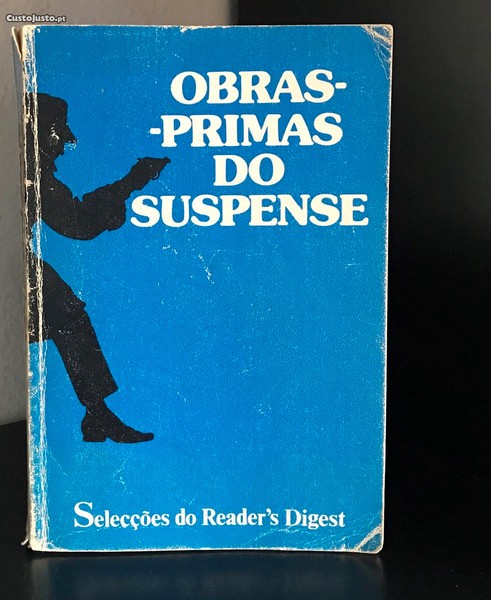 CustoJusto.pt
OBRAS-
-PRIMAS
DO
SUSPENSE
Selecções do Reader's Digest